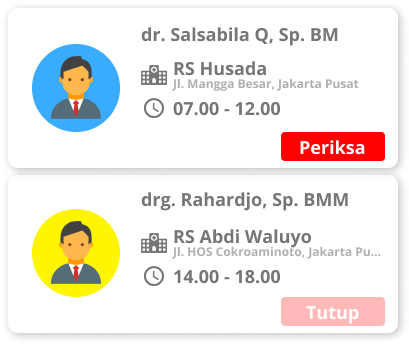 dr. Salsabila Q, Sp. BM
RS Husada
Jl. Mangga Besar, Jakarta Pusat
07.00 - 12.00
Periksa
drg. Rahardjo, Sp. BMM
RS Abdi Waluyo
Jl. HOS Cokroaminoto, Jakarta Pu...
14.00 - 18.00
Tutup